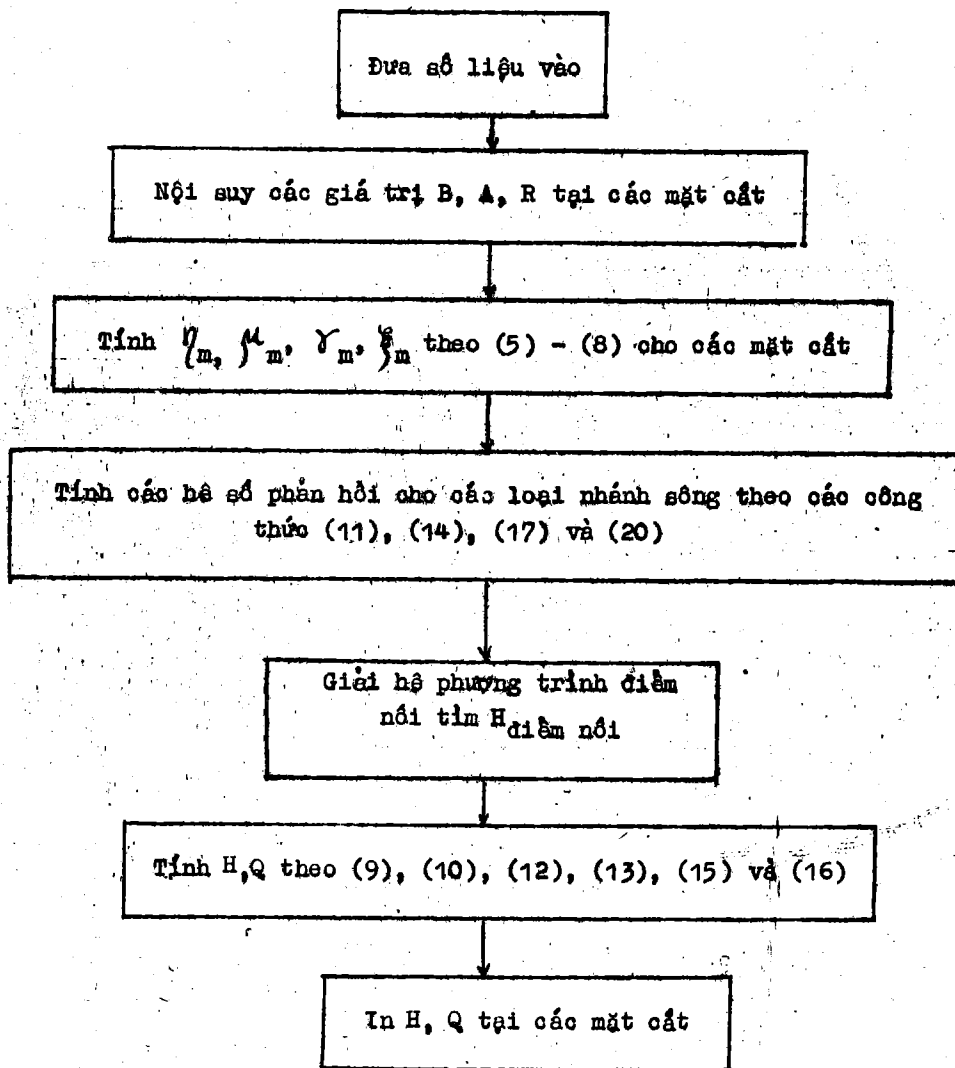 Đưa số liệu vào
Nội suy các giá trị B, A, R tại các mặt cắt
Tính η_m, μ_m, γ_m, ξ_m theo (5) - (8) cho các mặt cắt
Tính các hệ số phản hồi cho các loại nhánh sông theo các công
thức (11), (14), (17) và (20)
Giải hệ phương trình điểm
nối tìm H_điểm nối
Tính H,Q theo (9), (10), (12), (13), (15) và (16)
In H, Q tại các mặt cắt